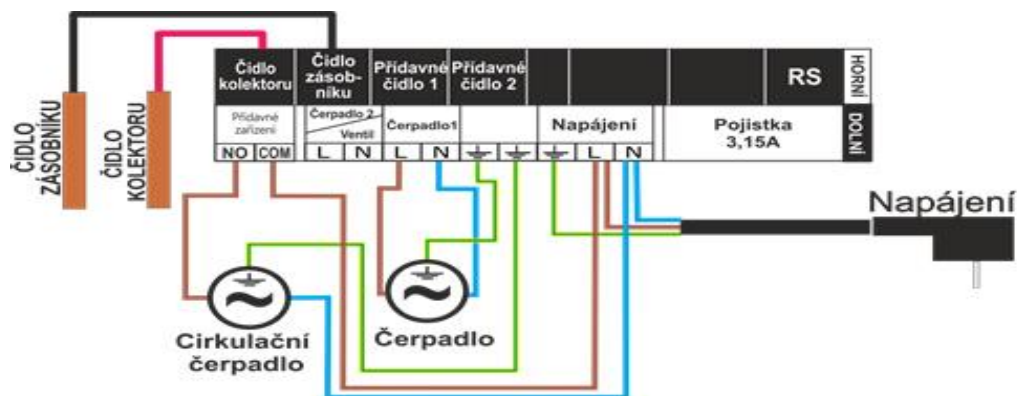 ČIDLO
ZÁSOBNÍKU
ČIDLO
KOLEKTORU
Čidlo
kolektoru
Čidlo
zásob-
níku
Přídavné
čidlo 1
Přídavné
čidlo 2
RS
HORNÍ
Přídavné
zařízení
Čerpadlo 2
Ventil
Čerpadlo1
Napájení
Pojistka
3,15A
DOLNÍ
NO COM L N L N L N
Napájení
Cirkulační
čerpadlo
Čerpadlo